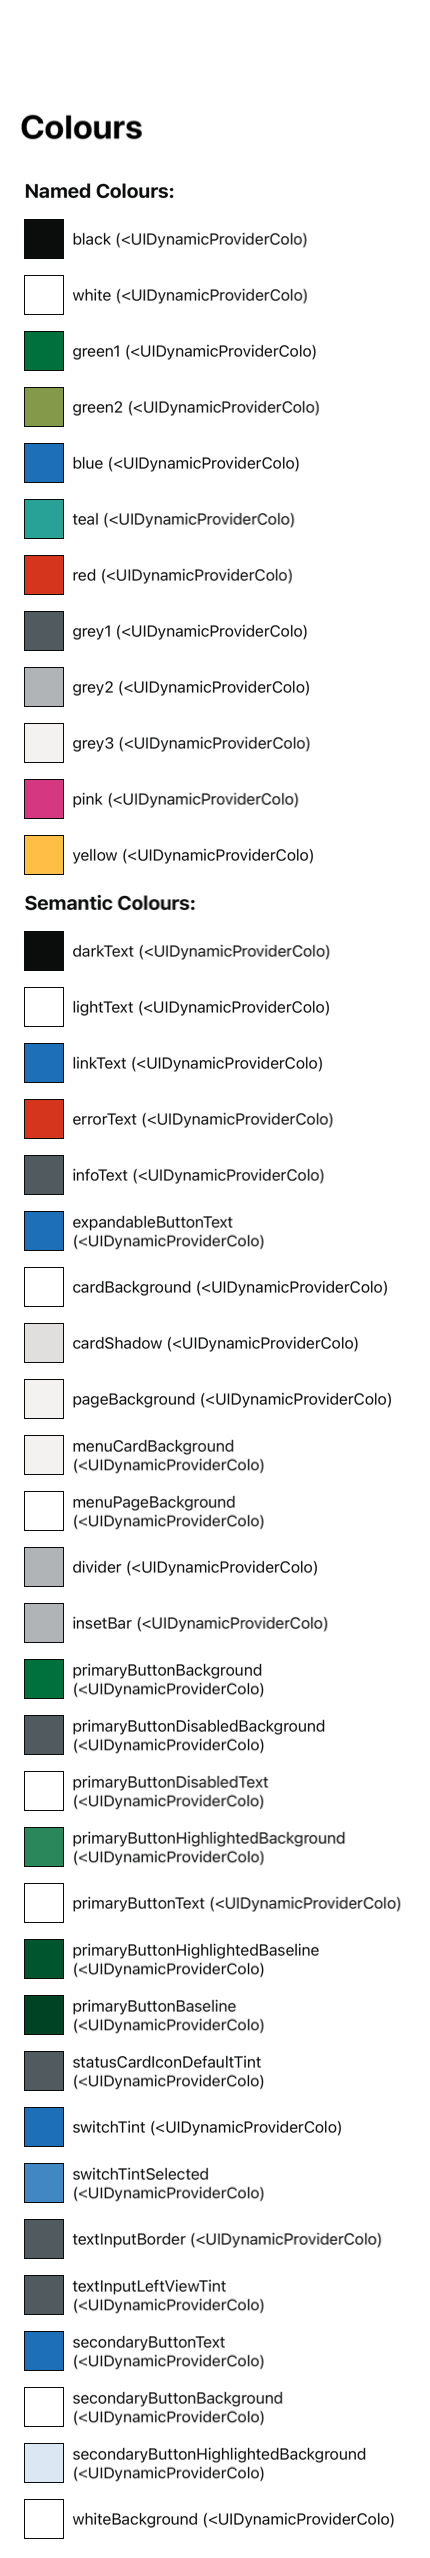 Colours
Named Colours:
black (<UIDynamicProviderColo)
white (<UIDynamicProviderColo)
green1 (<UIDynamicProviderColo)
green2 (<UIDynamicProviderColo)
blue (<UIDynamicProviderColo)
teal (<UIDynamicProviderColo)
red (<UIDynamicProviderColo)
grey1 (<UIDynamicProviderColo)
grey2 (<UIDynamicProviderColo)
grey3 (<UIDynamicProviderColo)
pink (<UIDynamicProviderColo)
yellow (<UIDynamicProviderColo)
Semantic Colours:
darkText (<UIDynamicProviderColo)
lightText (<UIDynamicProviderColo)
linkText (<UIDynamicProviderColo)
errorText (<UIDynamicProviderColo)
infoText (<UIDynamicProviderColo)
expandableButtonText
(<UIDynamicProviderColo)
cardBackground (<UIDynamicProviderColo)
cardShadow (<UIDynamicProviderColo)
pageBackground (<UIDynamicProviderColo)
menuCardBackground
(<UIDynamicProviderColo)
menuPageBackground
(<UIDynamicProviderColo)
divider (<UIDynamicProviderColo)
insetBar (<UIDynamicProviderColo)
primaryButtonBackground
(<UIDynamicProviderColo)
primaryButtonDisabledBackground
(<UIDynamicProviderColo)
primaryButtonDisabledText
(<UIDynamicProviderColo)
primaryButtonHighlightedBackground
(<UIDynamicProviderColo)
primaryButtonText (<UIDynamicProviderColo)
primaryButtonHighlightedBaseline
(<UIDynamicProviderColo)
primaryButtonBaseline
(<UIDynamicProviderColo)
statusCardIconDefaultTint
(<UIDynamicProviderColo)
switchTint (<UIDynamicProviderColo)
switchTintSelected
(<UIDynamicProviderColo)
textInputBorder (<UIDynamicProviderColo)
textInputLeftViewTint
(<UIDynamicProviderColo)
secondaryButtonText
(<UIDynamicProviderColo)
secondaryButtonBackground
(<UIDynamicProviderColo)
secondaryButtonHighlightedBackground
(<UIDynamicProviderColo)
whiteBackground (<UIDynamicProviderColo)